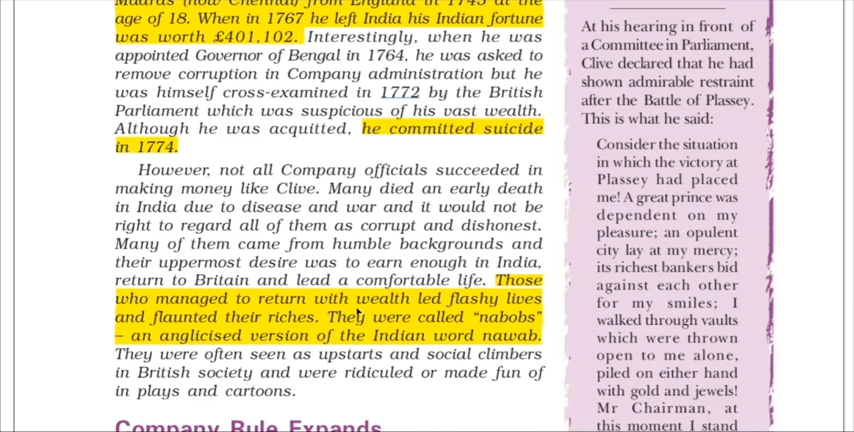 Madras (now Chennai) from England in 1743 at the
age of 18. When in 1767 he left India his Indian fortune
was worth £401,102. Interestingly, when he was
appointed Governor of Bengal in 1764, he was asked to
remove corruption in Company administration but he
was himself cross-examined in 1772 by the British
Parliament which was suspicious of his vast wealth.
Although he was acquitted, he committed suicide
in 1774.
However, not all Company officials succeeded in
making money like Clive. Many died an early death
in India due to disease and war and it would not be
right to regard all of them as corrupt and dishonest.
Many of them came from humble backgrounds and
their uppermost desire was to earn enough in India,
return to Britain and lead a comfortable life. Those
who managed to return with wealth led flashy lives
and flaunted their riches. They were called “nabobs”
– an anglicised version of the Indian word nawab.
They were often seen as upstarts and social climbers
in British society and were ridiculed or made fun of
in plays and cartoons.
Company Rule Expands
At his hearing in front of
a Committee in Parliament,
Clive declared that he had
shown admirable restraint
after the Battle of Plassey.
This is what he said:
Consider the situation
in which the victory at
Plassey had placed
me! A great prince was
dependent on my
pleasure; an opulent
city lay at my mercy;
its richest bankers bid
against each other
for my smiles; I
walked through vaults
which were thrown
open to me alone,
piled on either hand
with gold and jewels!
Mr Chairman, at
this moment I stand